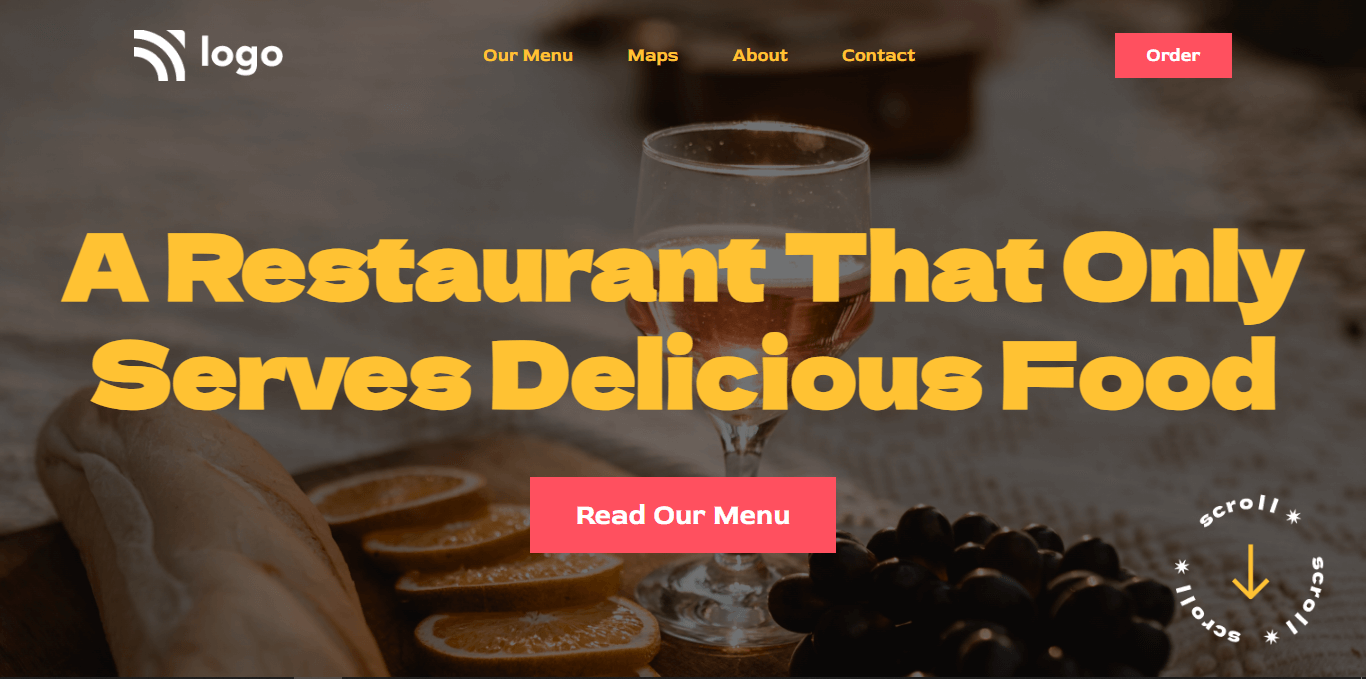 logo
Our Menu
Maps
About
Contact
Order
A Restaurant That Only
Serves Delicious Food
Read Our Menu
scroll
scroll
scroll